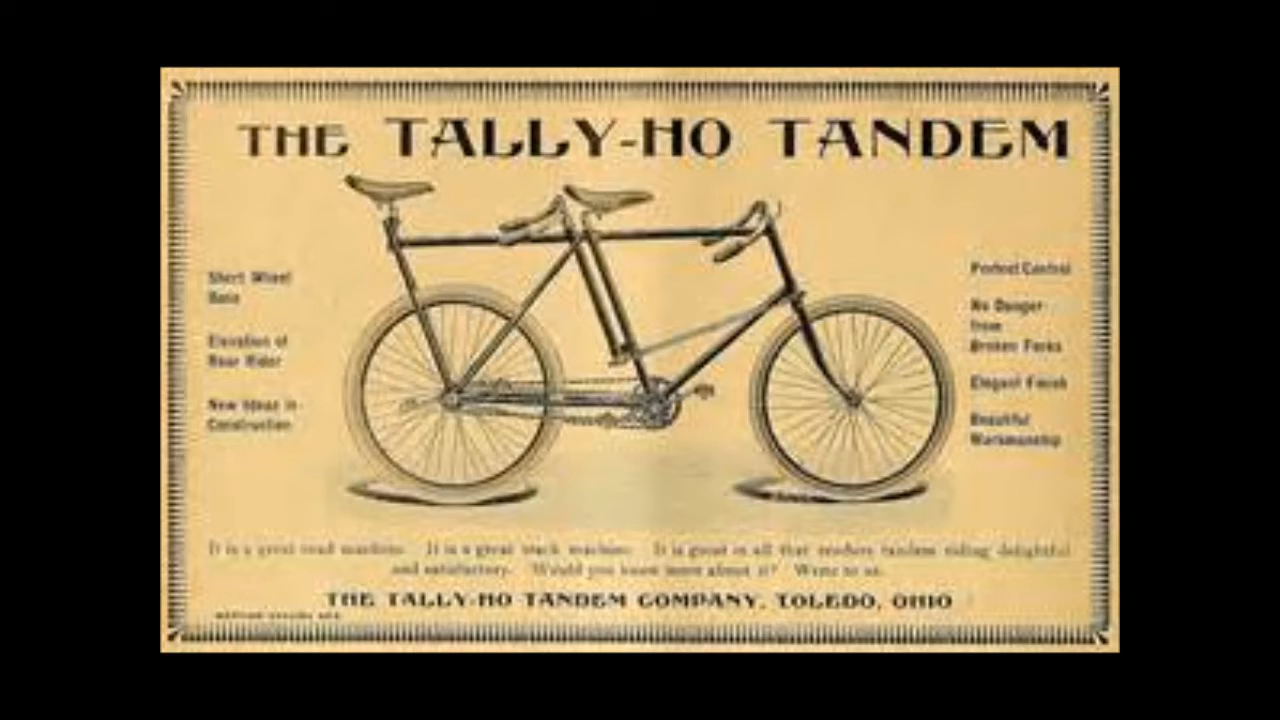 THE TALLY-HO TANDEM
Short Wheel
Base
Elevation of
Rear Rider
New Ideas in
Construction
Perfect Control
No Danger
from
Broken Forks
Elegant Finish
Beautiful
Workmanship
It is a great road machine. It is a great track machine. It is great in all that renders tandem riding delightful
and satisfactory. Would you know more about it? Write to us.
THE TALLY-HO TANDEM COMPANY, TOLEDO, OHIO